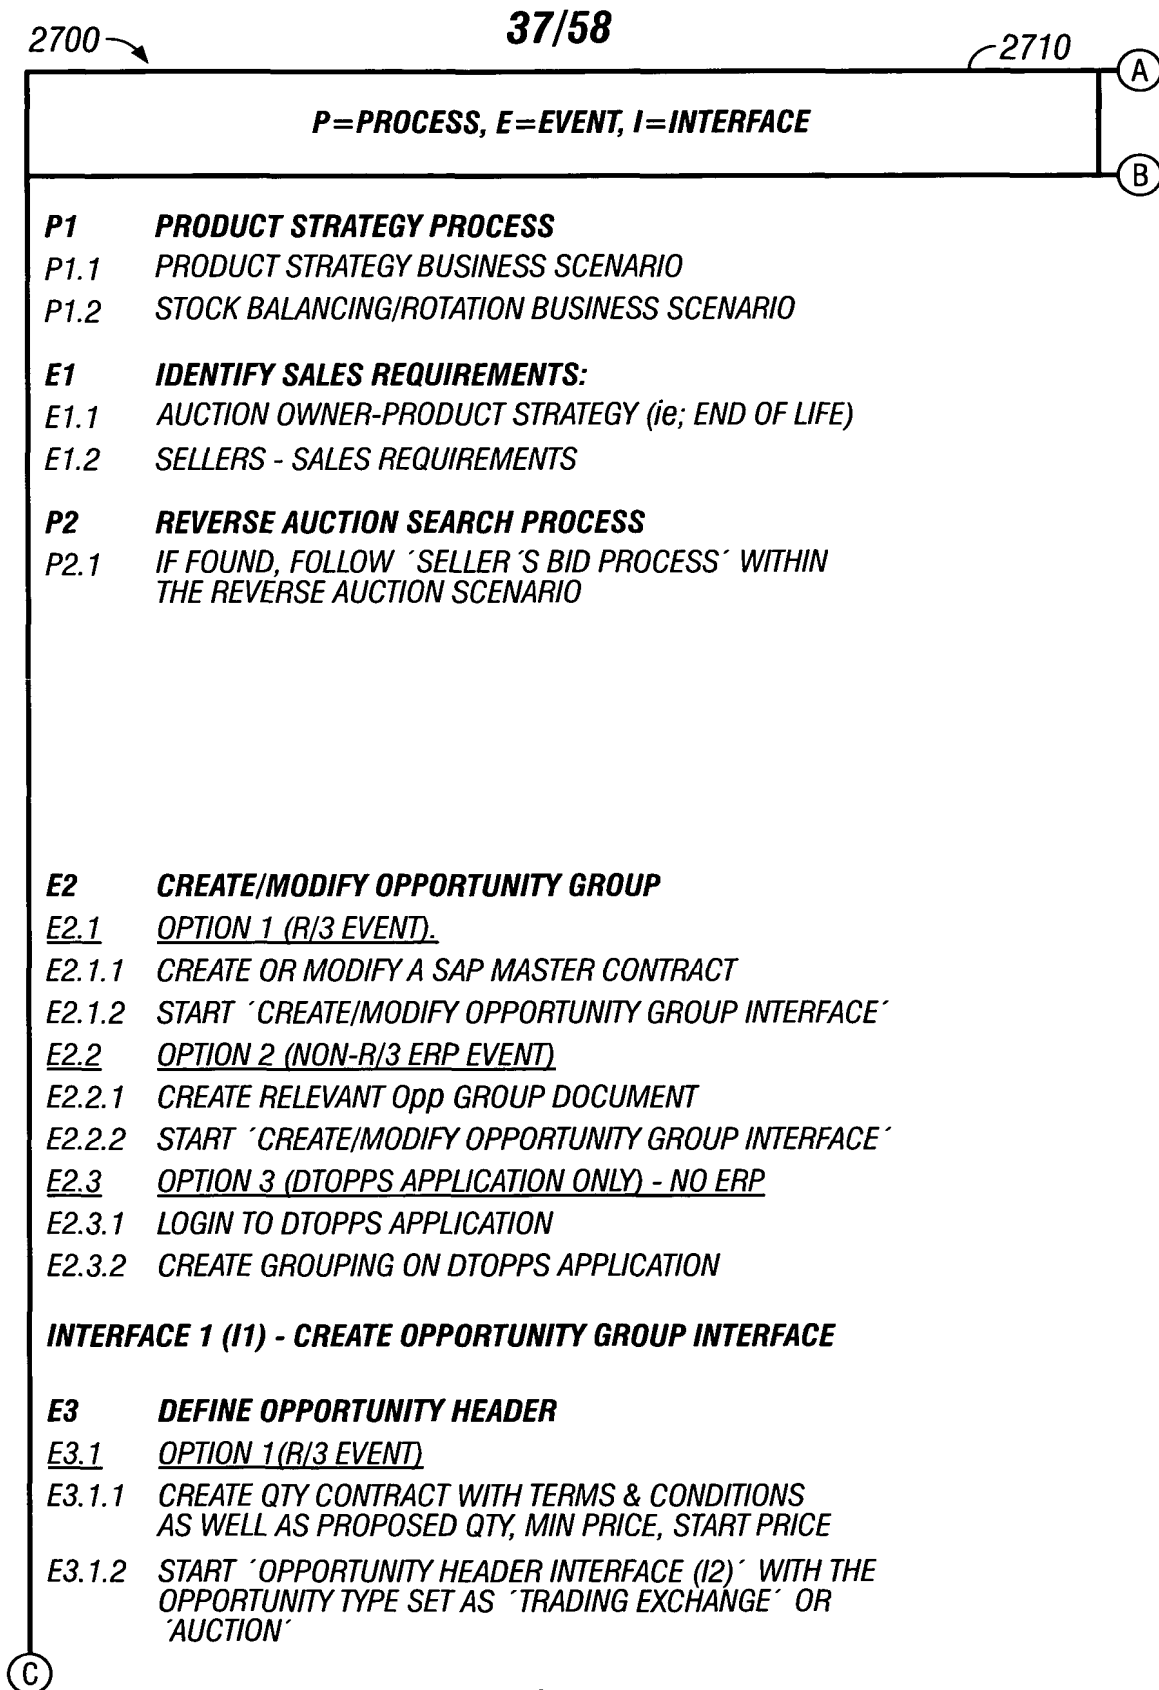 37/58
2700
2710
A
P=PROCESS, E=EVENT, I=INTERFACE
B
P1 PRODUCT STRATEGY PROCESS
P1.1 PRODUCT STRATEGY BUSINESS SCENARIO
P1.2 STOCK BALANCING/ROTATION BUSINESS SCENARIO
E1 IDENTIFY SALES REQUIREMENTS:
E1.1 AUCTION OWNER-PRODUCT STRATEGY (ie; END OF LIFE)
E1.2 SELLERS - SALES REQUIREMENTS
P2 REVERSE AUCTION SEARCH PROCESS
P2.1 IF FOUND, FOLLOW ´SELLER´S BID PROCESS´ WITHIN
THE REVERSE AUCTION SCENARIO
E2 CREATE/MODIFY OPPORTUNITY GROUP
E2.1 OPTION 1 (R/3 EVENT).
E2.1.1 CREATE OR MODIFY A SAP MASTER CONTRACT
E2.1.2 START ´CREATE/MODIFY OPPORTUNITY GROUP INTERFACE´
E2.2 OPTION 2 (NON-R/3 ERP EVENT)
E2.2.1 CREATE RELEVANT Opp GROUP DOCUMENT
E2.2.2 START ´CREATE/MODIFY OPPORTUNITY GROUP INTERFACE´
E2.3 OPTION 3 (DTOPPS APPLICATION ONLY) - NO ERP
E2.3.1 LOGIN TO DTOPPS APPLICATION
E2.3.2 CREATE GROUPING ON DTOPPS APPLICATION
INTERFACE 1 (I1) - CREATE OPPORTUNITY GROUP INTERFACE
E3 DEFINE OPPORTUNITY HEADER
E3.1 OPTION 1(R/3 EVENT)
E3.1.1 CREATE QTY CONTRACT WITH TERMS & CONDITIONS
AS WELL AS PROPOSED QTY, MIN PRICE, START PRICE
E3.1.2 START ´OPPORTUNITY HEADER INTERFACE (I2)´ WITH THE
OPPORTUNITY TYPE SET AS ´TRADING EXCHANGE´ OR
´AUCTION´
C